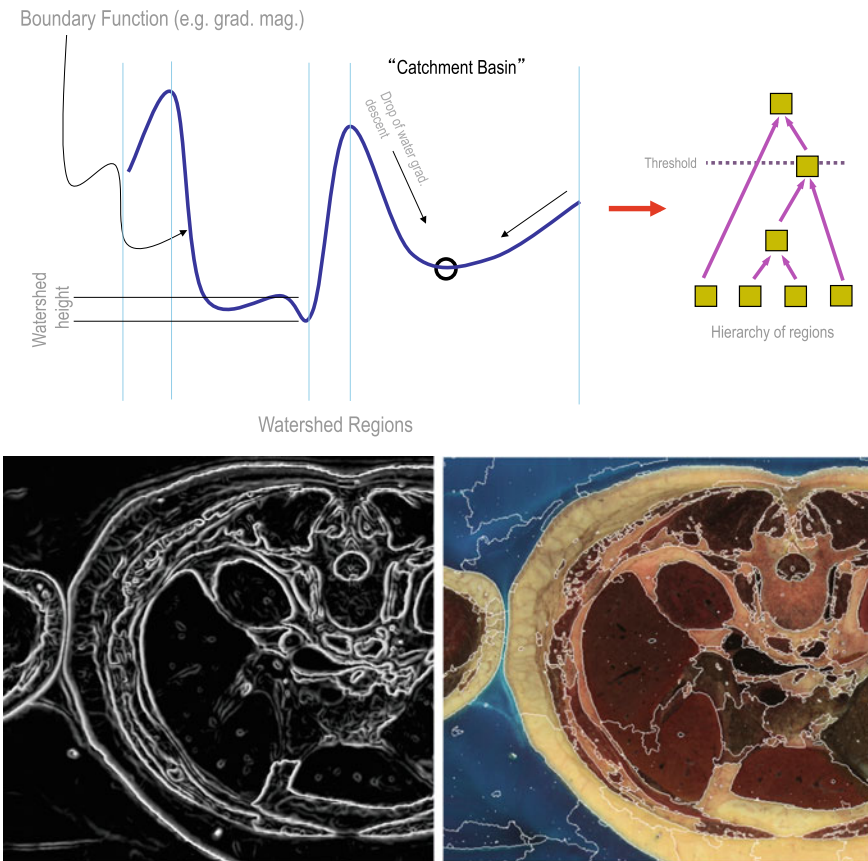 Boundary Function (e.g. grad. mag.)
“Catchment Basin”
Drop of water grad.
descent
Threshold
Watershed
height
Hierarchy of regions
Watershed Regions